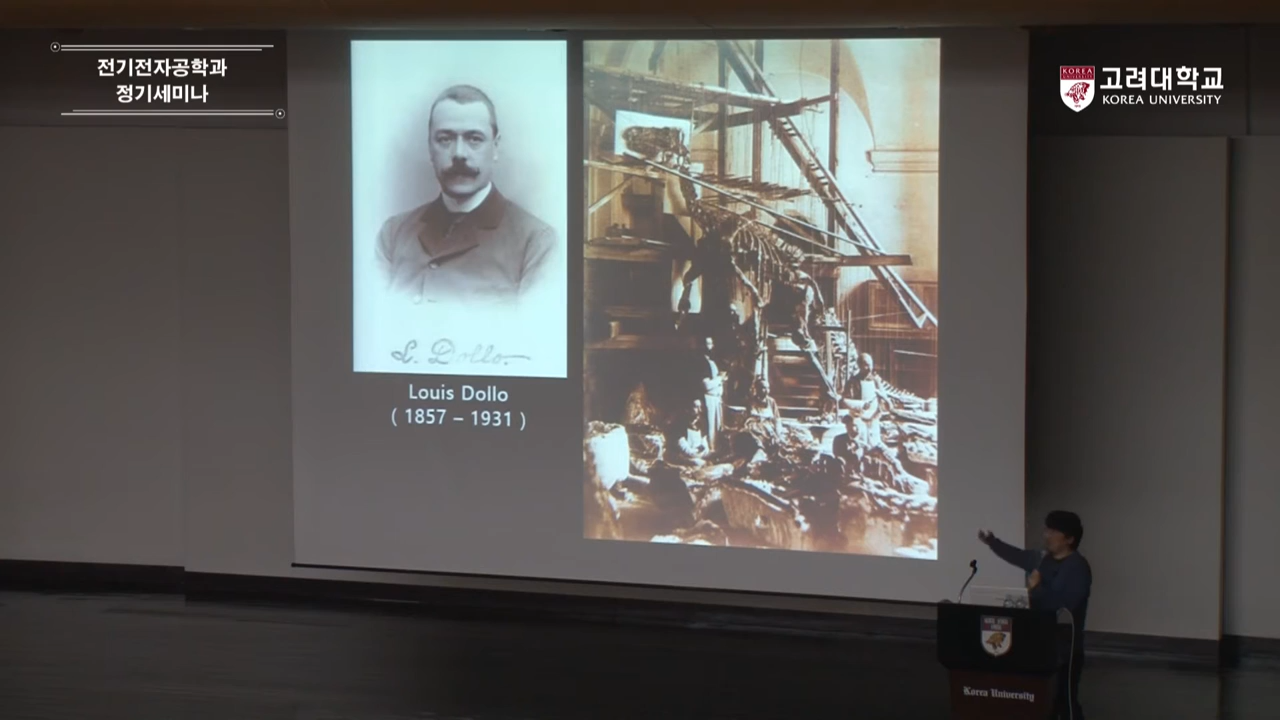 전기전자공학과
정기세미나
KOREA
고려대학교
KOREA UNIVERSITY
L. Dollo.
Louis Dollo
( 1857 – 1931 )
Korea University